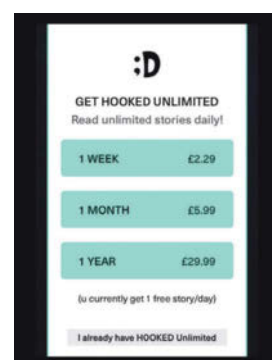 ;D
GET HOOKED UNLIMITED
Read unlimited stories daily!
1 WEEK £2.29
1 MONTH £5.99
1 YEAR £29.99
(u currently get 1 free story/day)
I already have HOOKED Unlimited